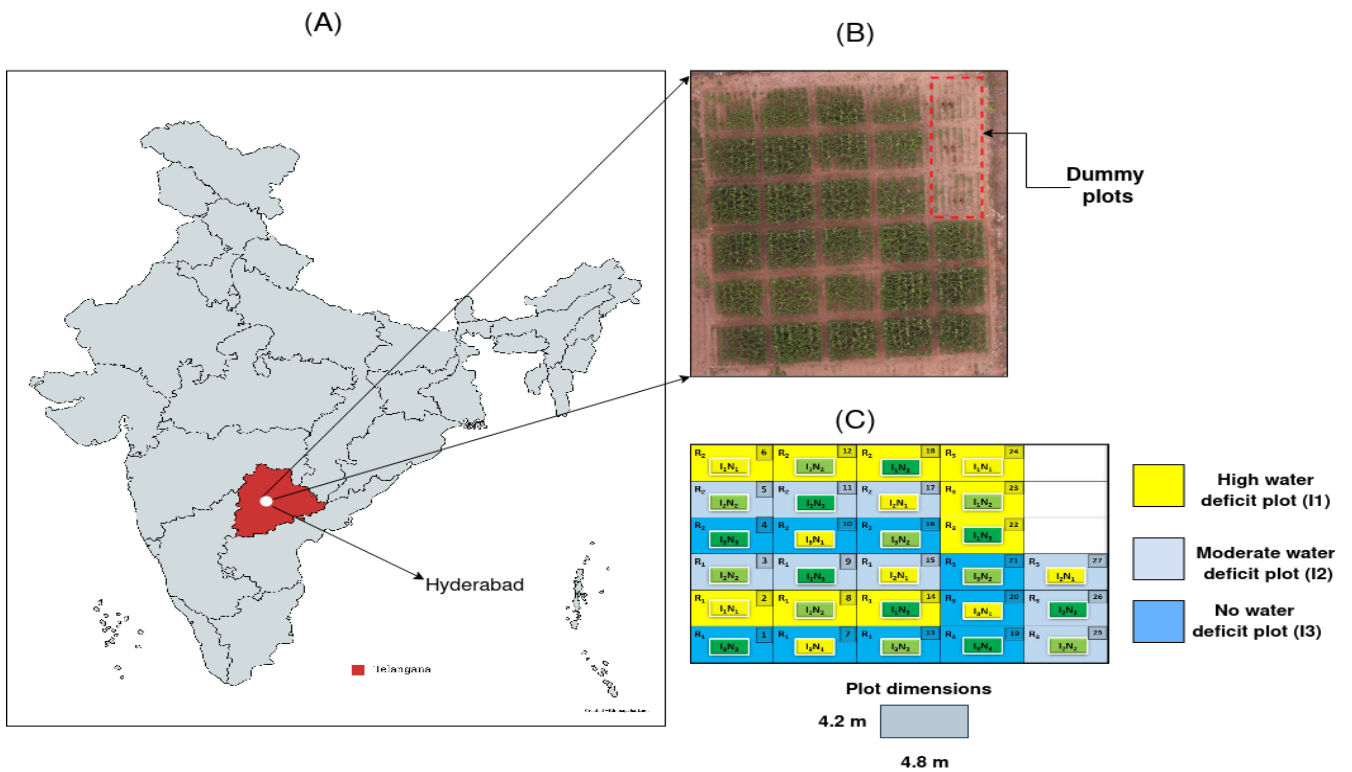 (A)
(B)
Dummy
plots
Hyderabad
Telangana
(C)
R₂ 6 R₂ 12 R₂ 18 R₃ 24
I₁N₁ I₁N₂ I₁N₃ I₁N₁
R₂ 5 R₂ 11 R₂ 17 R₃ 23
I₂N₂ I₂N₃ I₂N₁ I₁N₂
R₂ 4 R₂ 10 R₂ 16 R₃ 22
I₃N₃ I₃N₁ I₃N₂ I₁N₃
R₁ 3 R₁ 9 R₁ 15 R₃ 21 R₃ 27
I₂N₂ I₂N₃ I₂N₁ I₃N₂ I₂N₁
R₁ 2 R₁ 8 R₁ 14 R₃ 20 R₃ 26
I₁N₁ I₁N₂ I₁N₃ I₃N₁ I₂N₃
R₁ 1 R₁ 7 R₁ 13 R₃ 19 R₃ 25
I₃N₃ I₃N₁ I₃N₂ I₃N₃ I₂N₂
High water
deficit plot (I1)
Moderate water
deficit plot (I2)
No water
deficit plot (I3)
Plot dimensions
4.2 m
4.8 m